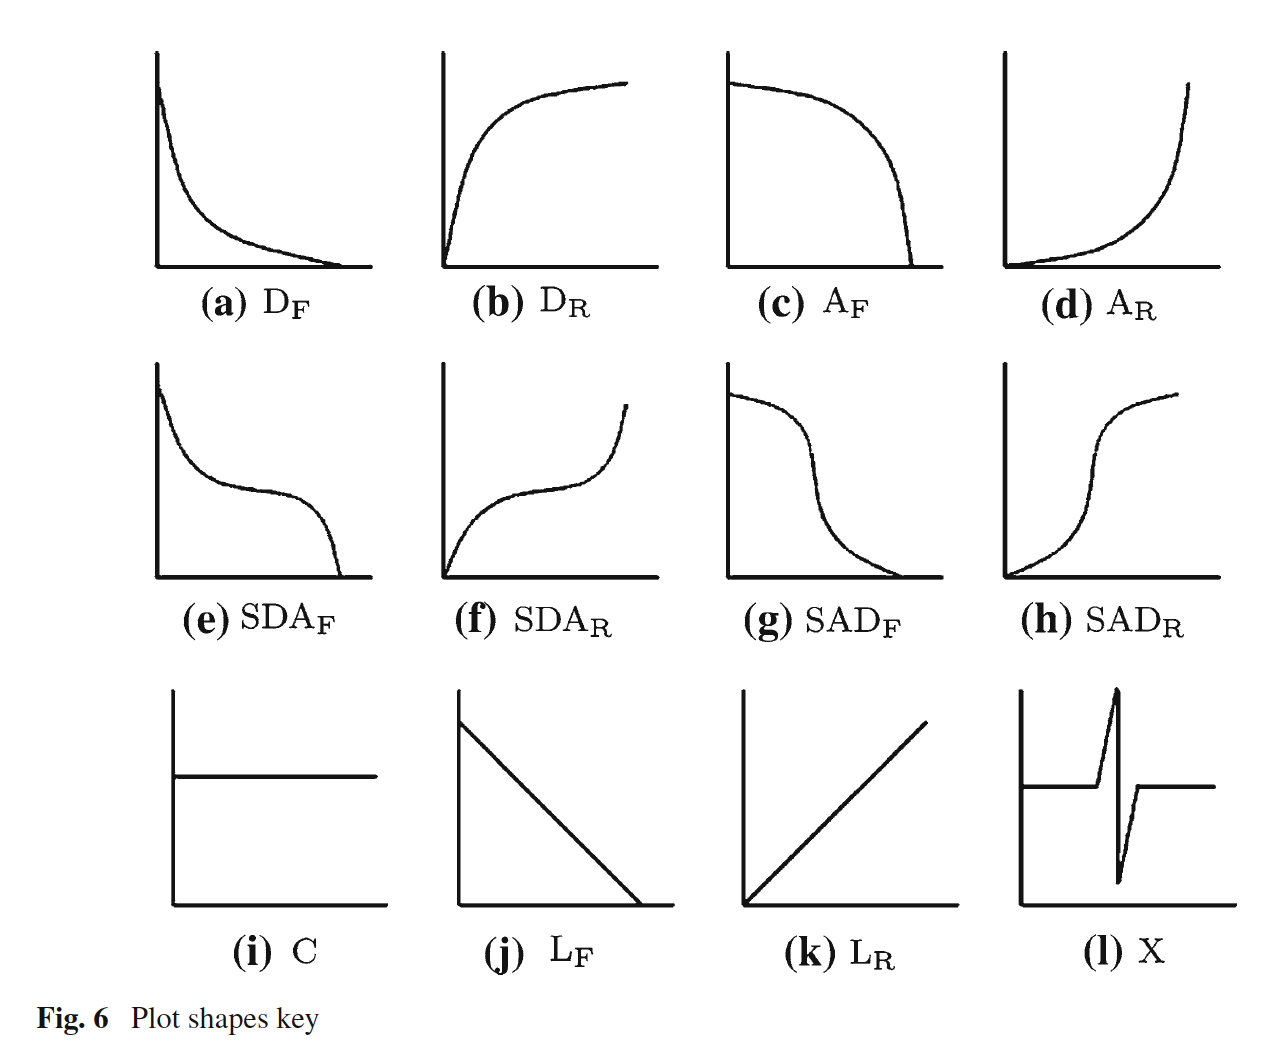 (a) D_F (b) D_R (c) A_F (d) A_R
(e) SDA_F (f) SDA_R (g) SAD_F (h) SAD_R
(i) C (j) L_F (k) L_R (l) X
Fig. 6 Plot shapes key